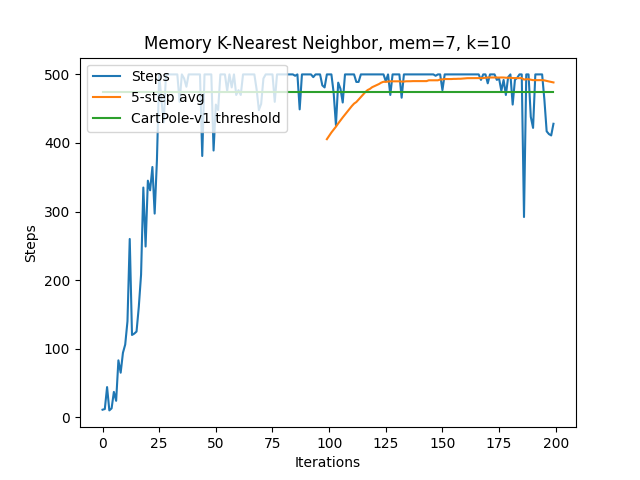 Memory K-Nearest Neighbor, mem=7, k=10
Steps
5-step avg
CartPole-v1 threshold
Steps
500
400
300
200
100
0
0 25 50 75 100 125 150 175 200
Iterations